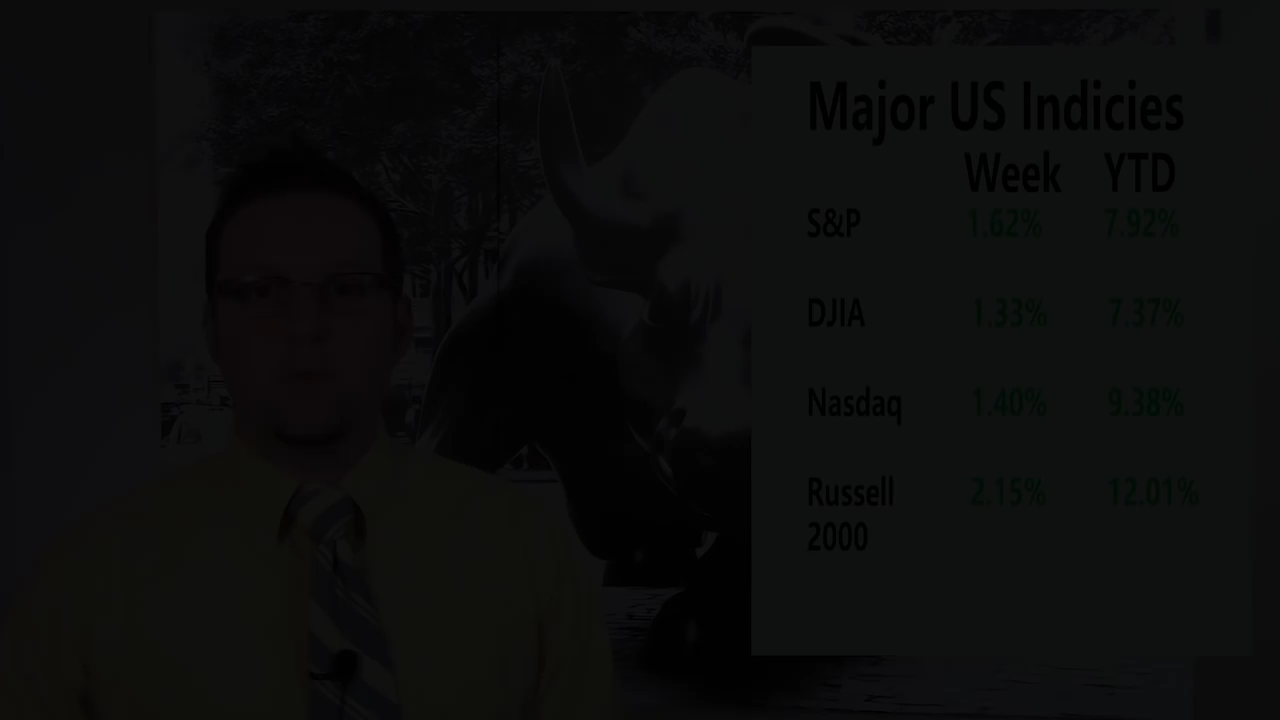 Major US Indicies
Week YTD
S&P 1.62% 7.92%
DJIA 1.33% 7.37%
Nasdaq 1.40% 9.38%
Russell 2.15% 12.01%
2000